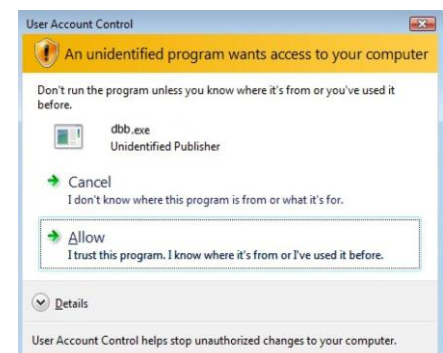 User Account Control
An unidentified program wants access to your computer
Don't run the program unless you know where it's from or you've used it
before.
dbb.exe
Unidentified Publisher
Cancel
I don't know where this program is from or what it's for.
Allow
I trust this program. I know where it's from or I've used it before.
Details
User Account Control helps stop unauthorized changes to your computer.